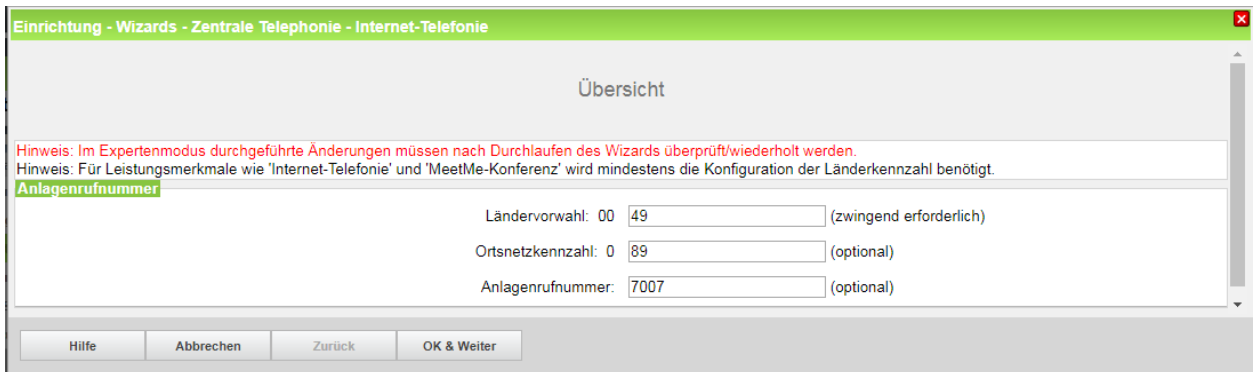 Einrichtung - Wizards - Zentrale Telephonie - Internet-Telefonie
Übersicht
Hinweis: Im Expertenmodus durchgeführte Änderungen müssen nach Durchlaufen des Wizards überprüft/wiederholt werden.
Hinweis: Für Leistungsmerkmale wie 'Internet-Telefonie' und 'MeetMe-Konferenz' wird mindestens die Konfiguration der Länderkennzahl benötigt.
Anlagenrufnummer
Ländervorwahl: 00 49 (zwingend erforderlich)
Ortsnetzkennzahl: 0 89 (optional)
Anlagenrufnummer: 7007 (optional)
Hilfe Abbrechen Zurück OK & Weiter